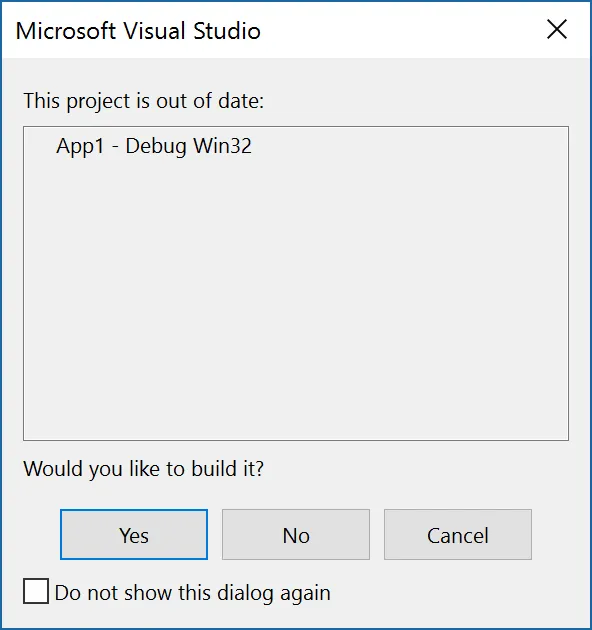 Microsoft Visual Studio
This project is out of date:
App1 - Debug Win32
Would you like to build it?
Yes No Cancel
Do not show this dialog again